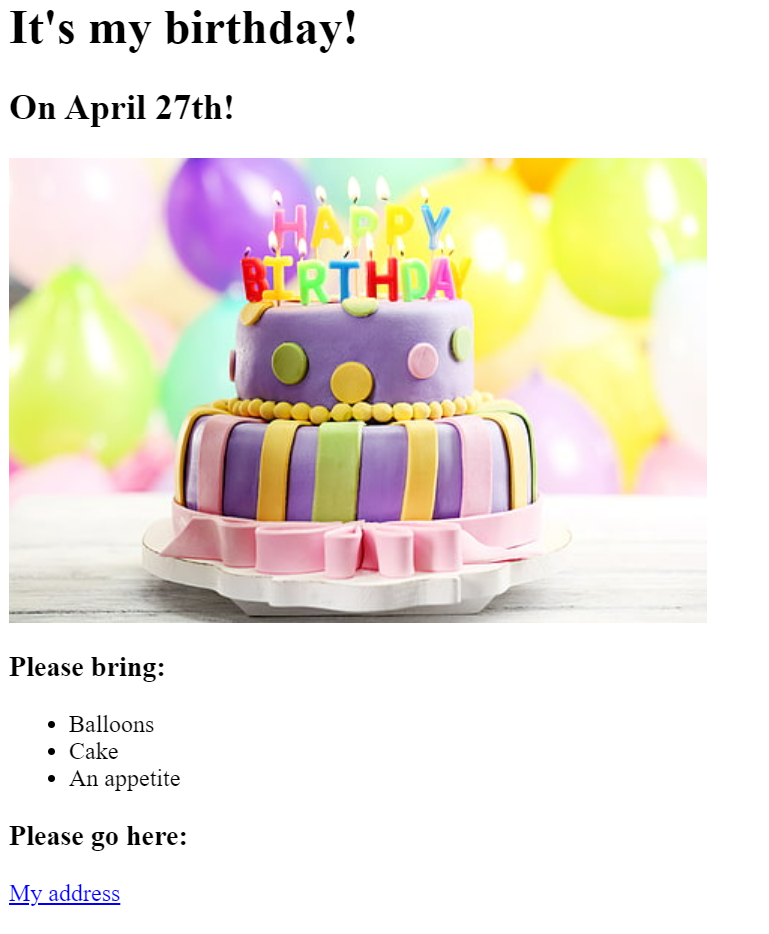 It's my birthday!
On April 27th!
HAPPY
BIRTHDAY
Please bring:
Balloons
Cake
An appetite
Please go here:
My address